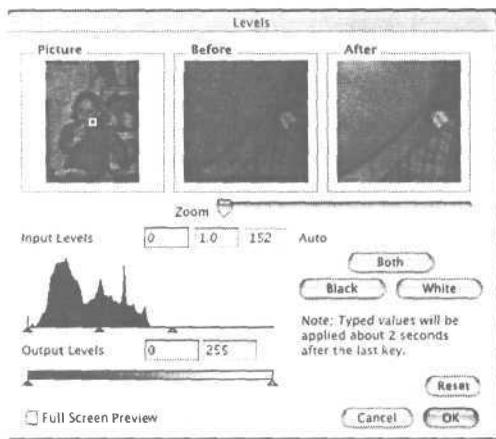 Levels
Picture
Before
After
Zoom
Input Levels 0 1.0 152 Auto
Both
Black White
Note: Typed values will be
applied about 2 seconds
after the last key.
Output Levels 0 255
Reset
Full Screen Preview
Cancel OK